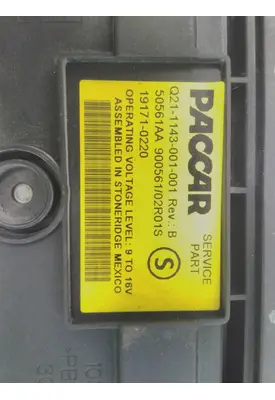 PACCAR
SERVICE
PART
Q21-1143-001-001 Rev.: B
50561AA 900561/02R01S
19171-0220
S
OPERATING VOLTAGE LEVEL: 9 TO 16V
ASSEMBLED IN STONERIDGE MEXICO